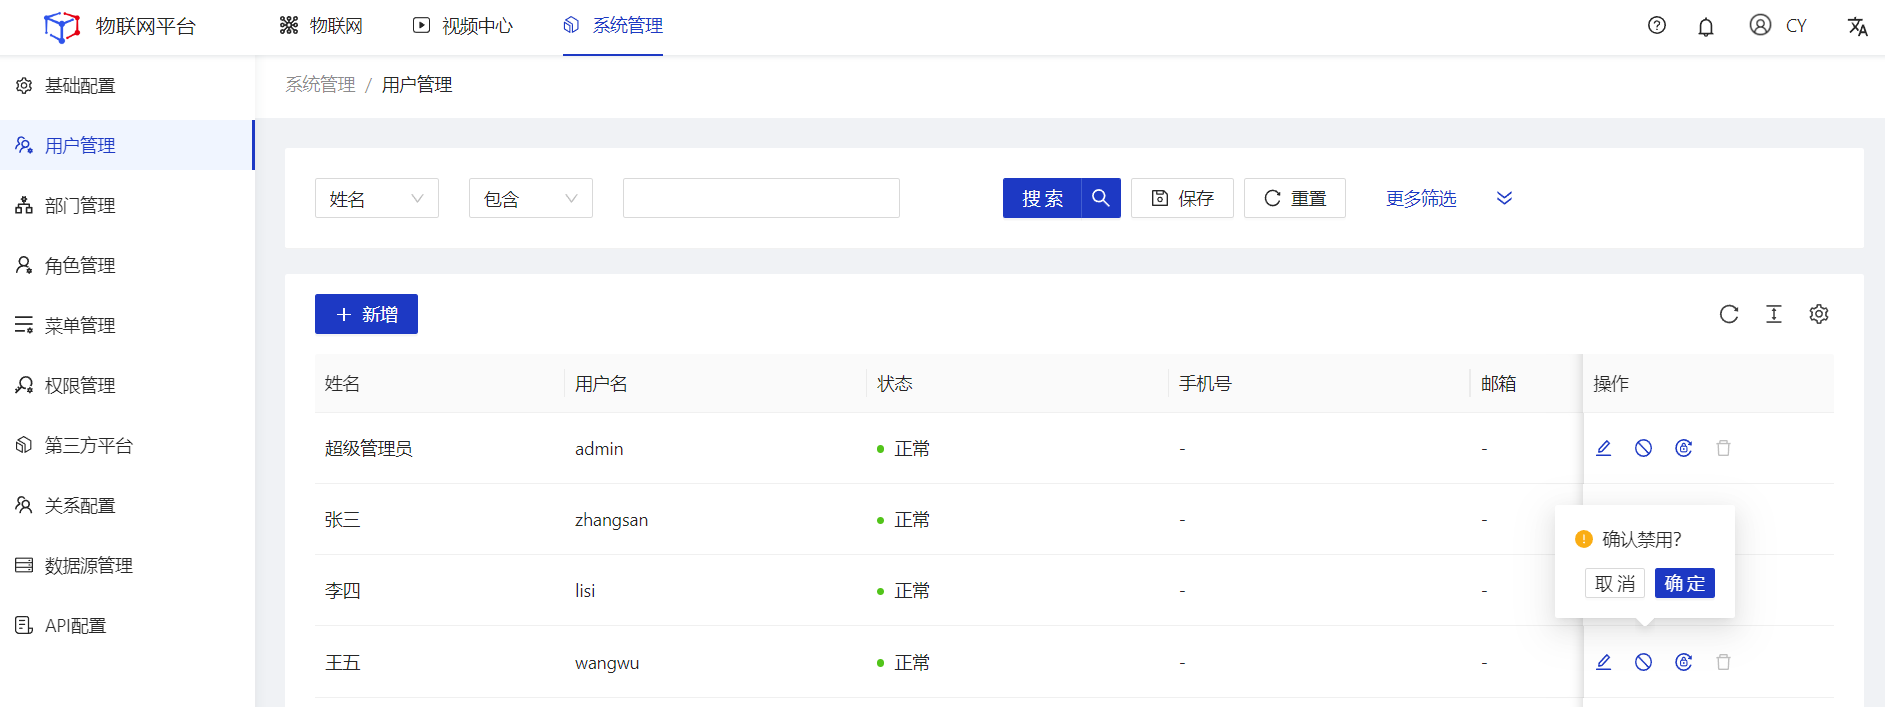 物联网平台 物联网 视频中心 系统管理 CY
基础配置
用户管理
部门管理
角色管理
菜单管理
权限管理
第三方平台
关系配置
数据源管理
API配置
系统管理 / 用户管理
姓名 包含 搜索 保存 重置 更多筛选
新增
姓名 用户名 状态 手机号 邮箱 操作
超级管理员 admin 正常 - -
张三 zhangsan 正常 - -
李四 lisi 正常 - -
王五 wangwu 正常 - -
确认禁用?
取消 确定